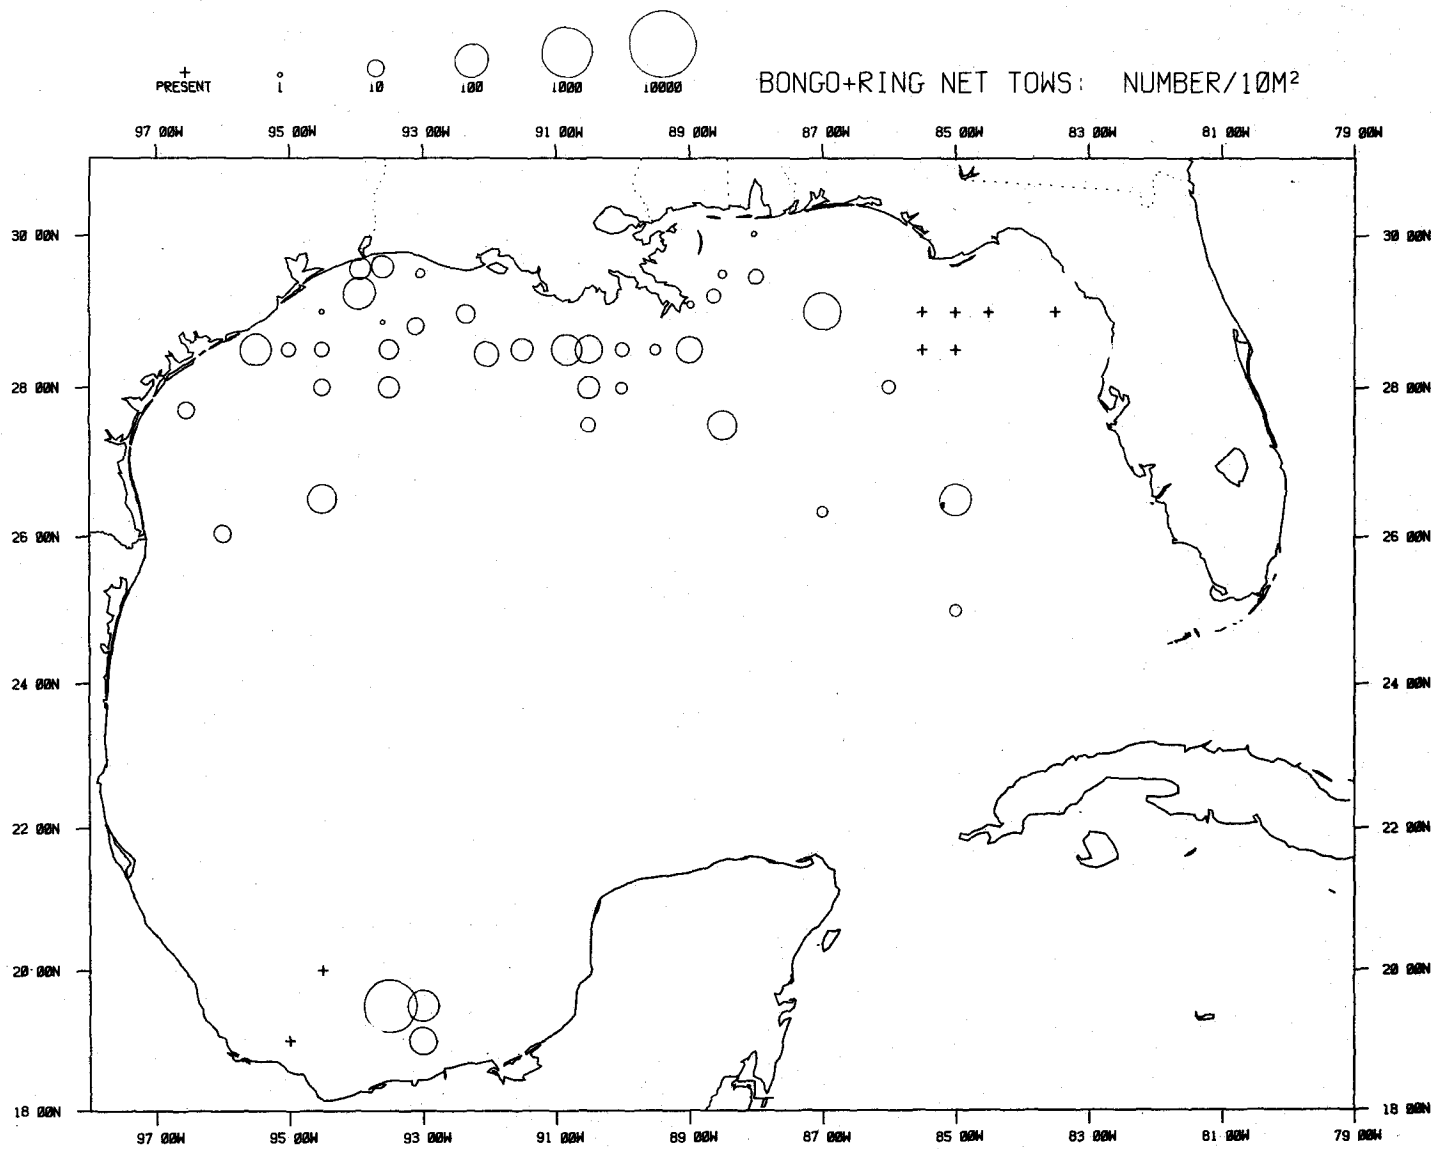 + PRESENT 1 10 100 1000 10000
BONGO+RING NET TOWS: NUMBER/10M²
97 00W 95 00W 93 00W 91 00W 89 00W 87 00W 85 00W 83 00W 81 00W 79 00W
30 00N 30 00N
28 00N 28 00N
26 00N 26 00N
24 00N 24 00N
22 00N 22 00N
20 00N 20 00N
18 00N 18 00N
97 00W 95 00W 93 00W 91 00W 89 00W 87 00W 85 00W 83 00W 81 00W 79 00W